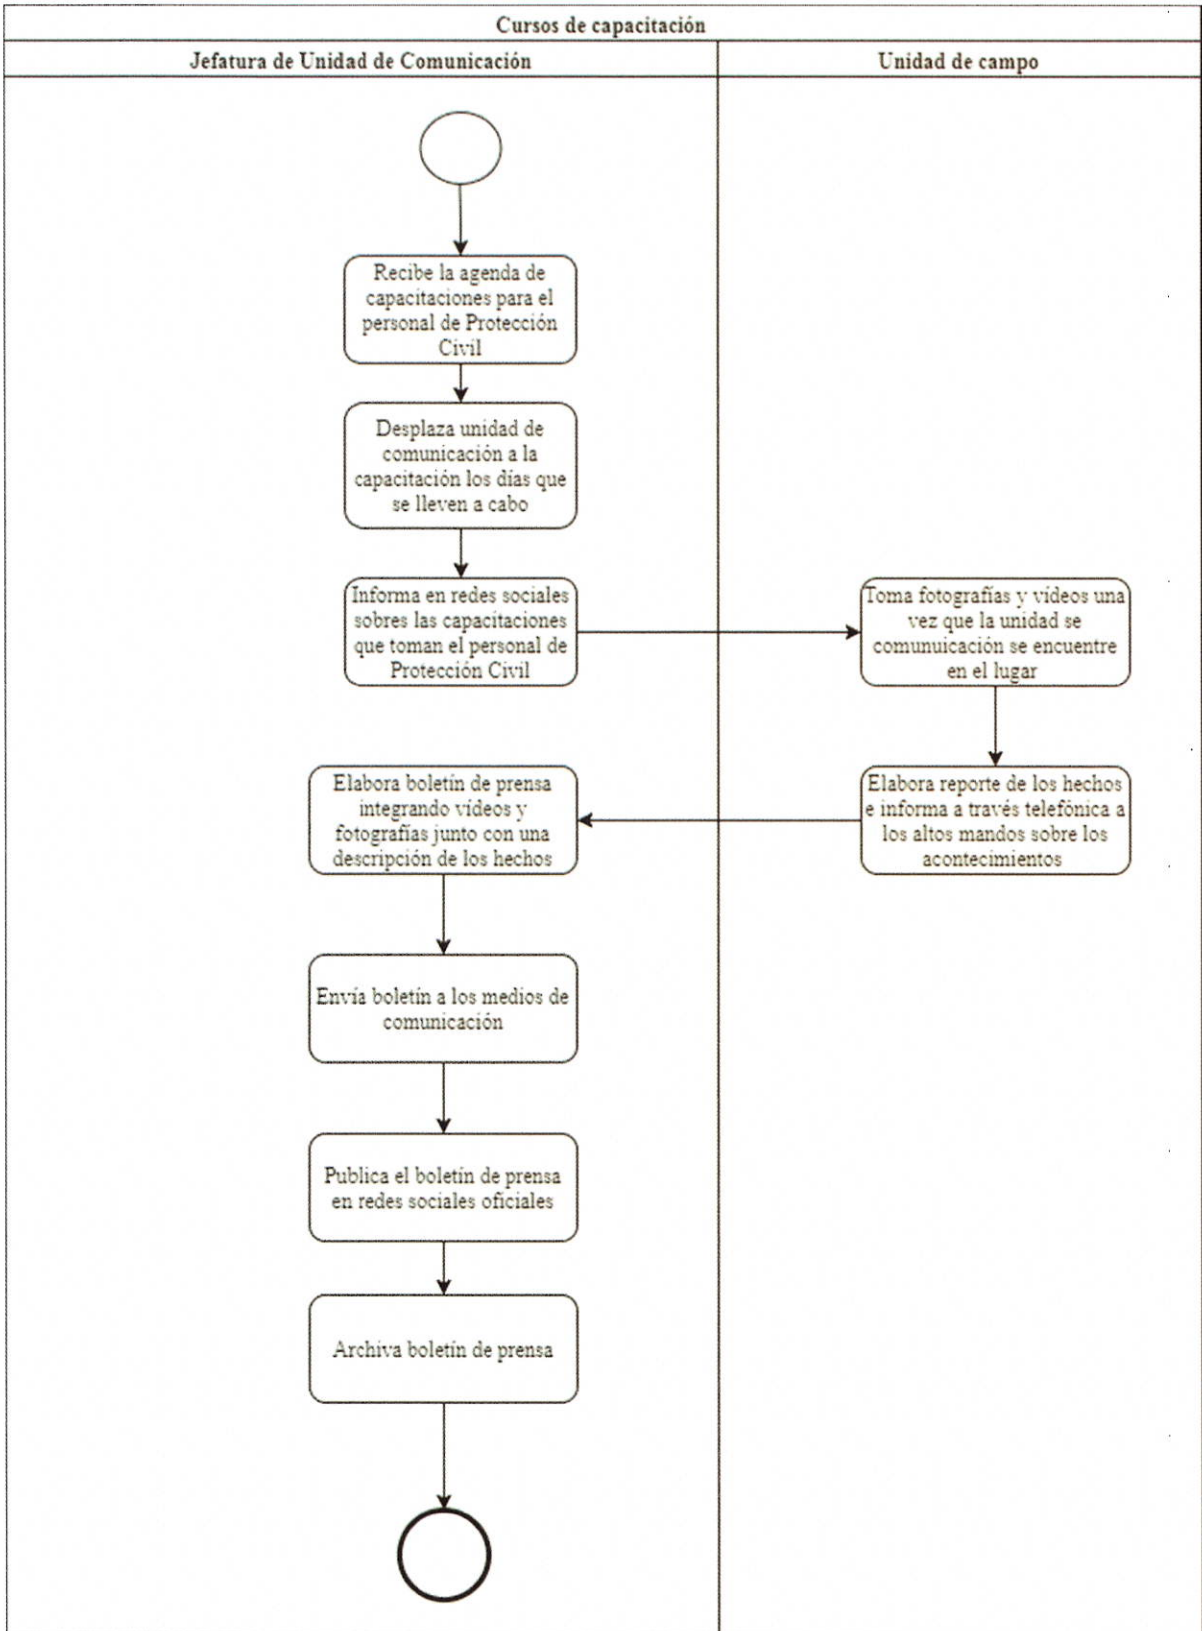 Cursos de capacitación
Jefatura de Unidad de Comunicación
Unidad de campo
Recibe la agenda de
capacitaciones para el
personal de Protección
Civil
Desplaza unidad de
comunicación a la
capacitación los días que
se lleven a cabo
Informa en redes sociales
sobres las capacitaciones
que toman el personal de
Protección Civil
Toma fotografías y vídeos una
vez que la unidad se
comunuicación se encuentre
en el lugar
Elabora reporte de los hechos
e informa a través telefónica a
los altos mandos sobre los
acontecimientos
Elabora boletín de prensa
integrando vídeos y
fotografías junto con una
descripción de los hechos
Envía boletín a los medios de
comunicación
Publica el boletín de prensa
en redes sociales oficiales
Archiva boletín de prensa